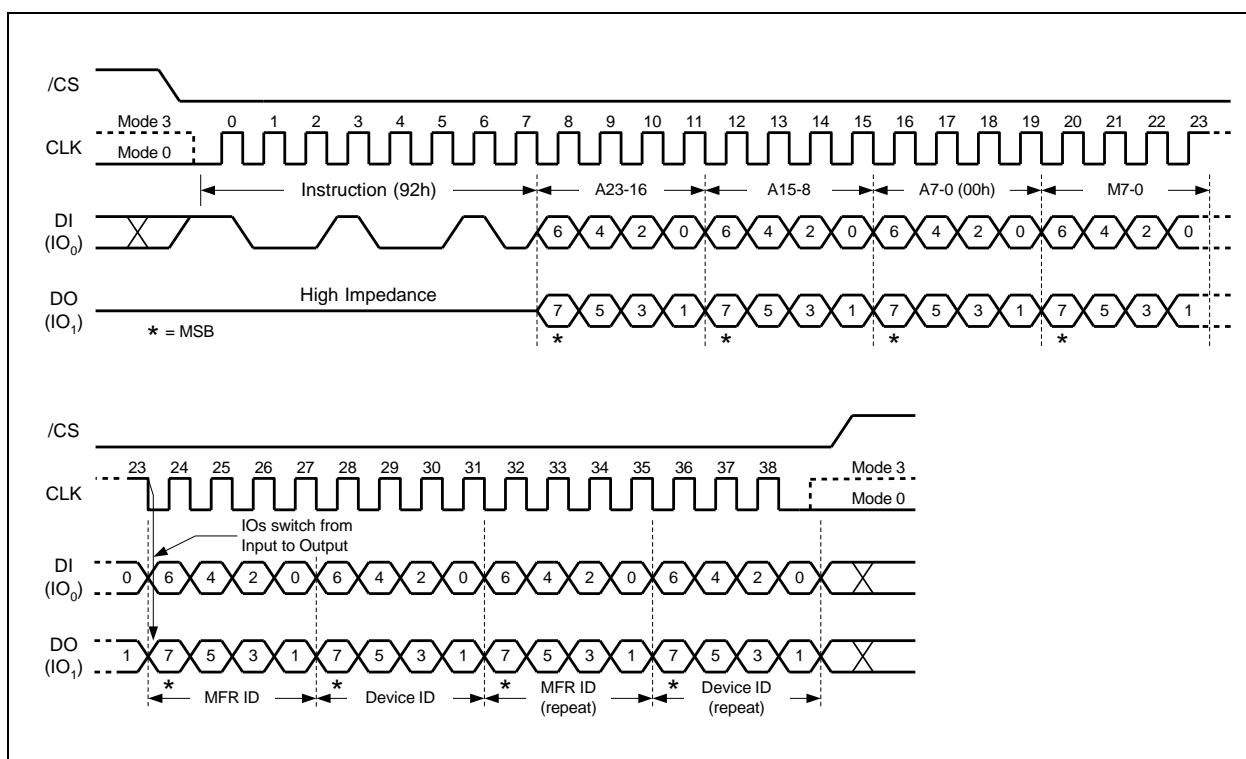 /CS
Mode 3 0 1 2 3 4 5 6 7 8 9 10 11 12 13 14 15 16 17 18 19 20 21 22 23
CLK
Mode 0
Instruction (92h) A23-16 A15-8 A7-0 (00h) M7-0
DI
(IO0)
6 4 2 0 6 4 2 0 6 4 2 0 6 4 2 0
High Impedance
DO
(IO1)
7 5 3 1 7 5 3 1 7 5 3 1 7 5 3 1
* = MSB
* * * *
/CS
23 24 25 26 27 28 29 30 31 32 33 34 35 36 37 38 Mode 3
CLK
Mode 0
IOs switch from
Input to Output
DI
(IO0)
0 6 4 2 0 6 4 2 0 6 4 2 0 6 4 2 0
DO
(IO1)
1 7 5 3 1 7 5 3 1 7 5 3 1 7 5 3 1
* * * *
MFR ID Device ID MFR ID (repeat) Device ID (repeat)